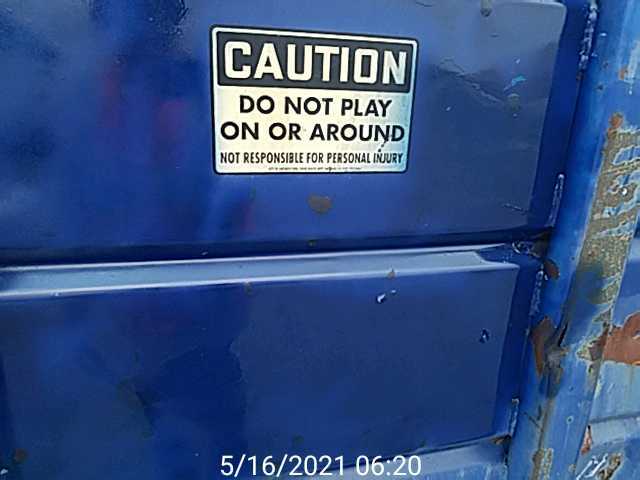 CAUTION
DO NOT PLAY
ON OR AROUND
NOT RESPONSIBLE FOR PERSONAL INJURY
5/16/2021 06:20